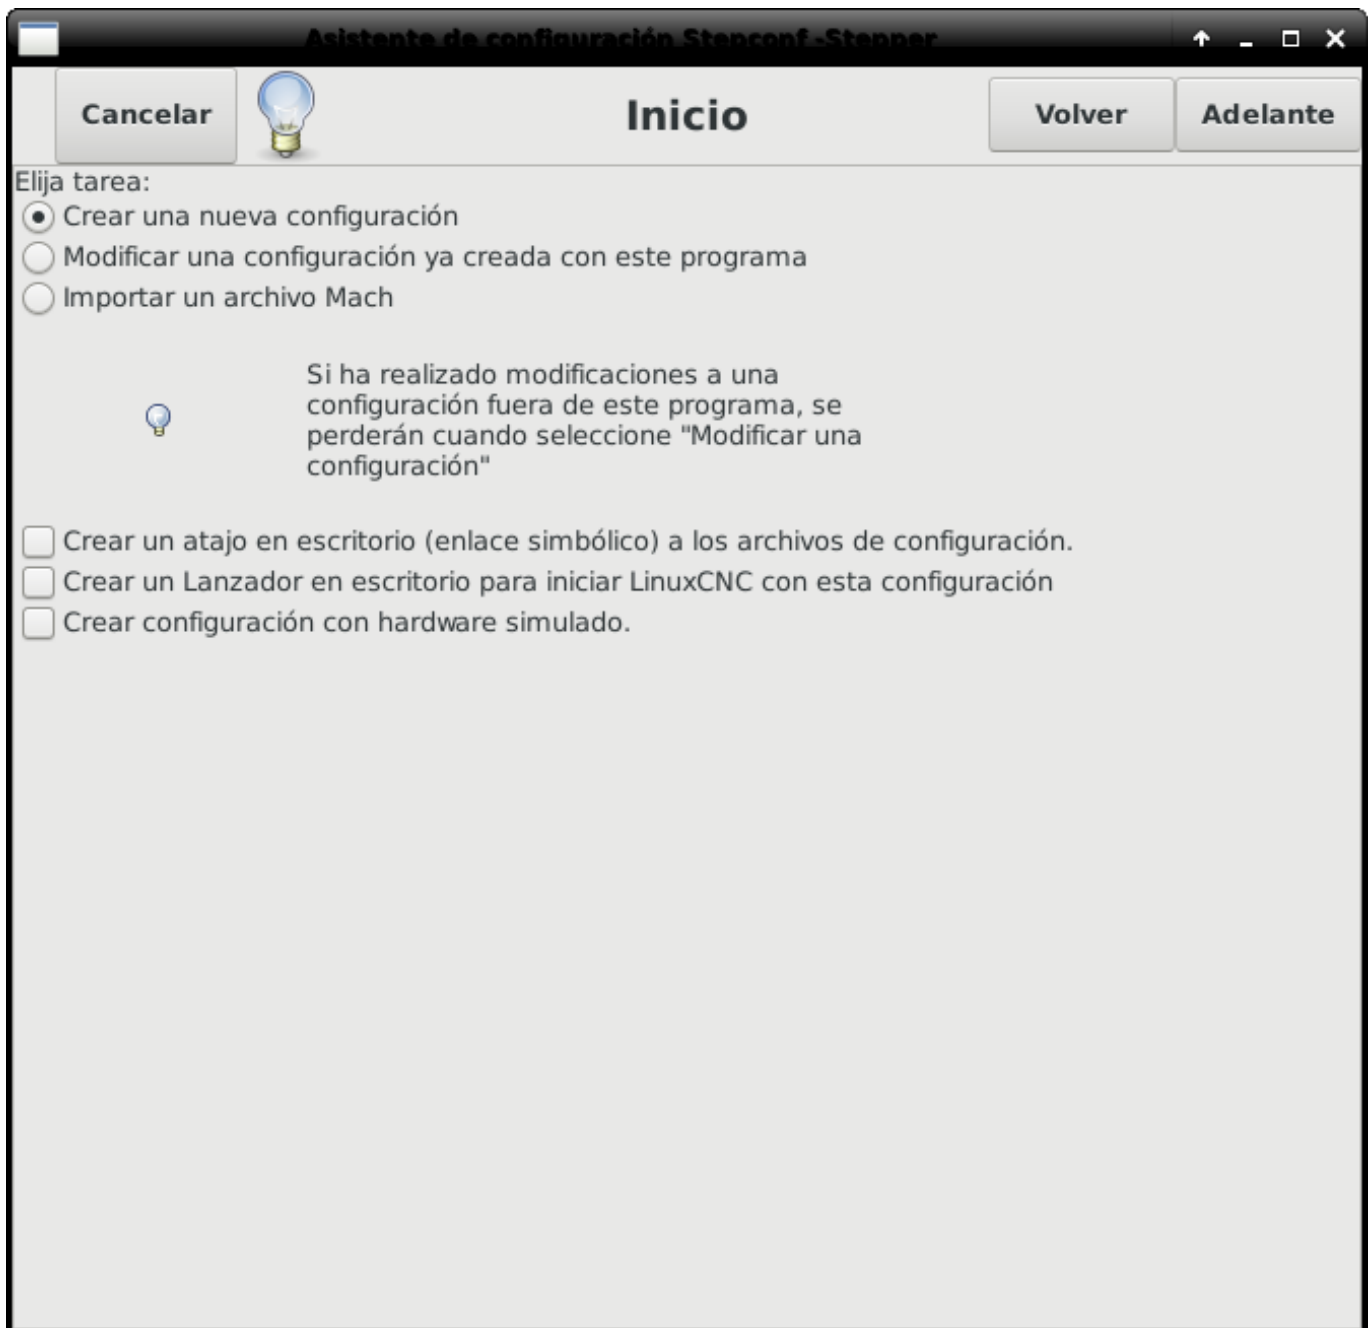 Asistente de configuración Stepconf -Stepper
Cancelar
Inicio
Volver
Adelante
Elija tarea:
Crear una nueva configuración
Modificar una configuración ya creada con este programa
Importar un archivo Mach
Si ha realizado modificaciones a una
configuración fuera de este programa, se
perderán cuando seleccione "Modificar una
configuración"
Crear un atajo en escritorio (enlace simbólico) a los archivos de configuración.
Crear un Lanzador en escritorio para iniciar LinuxCNC con esta configuración
Crear configuración con hardware simulado.